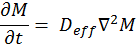 ∂M/∂t = D_eff ∇²M